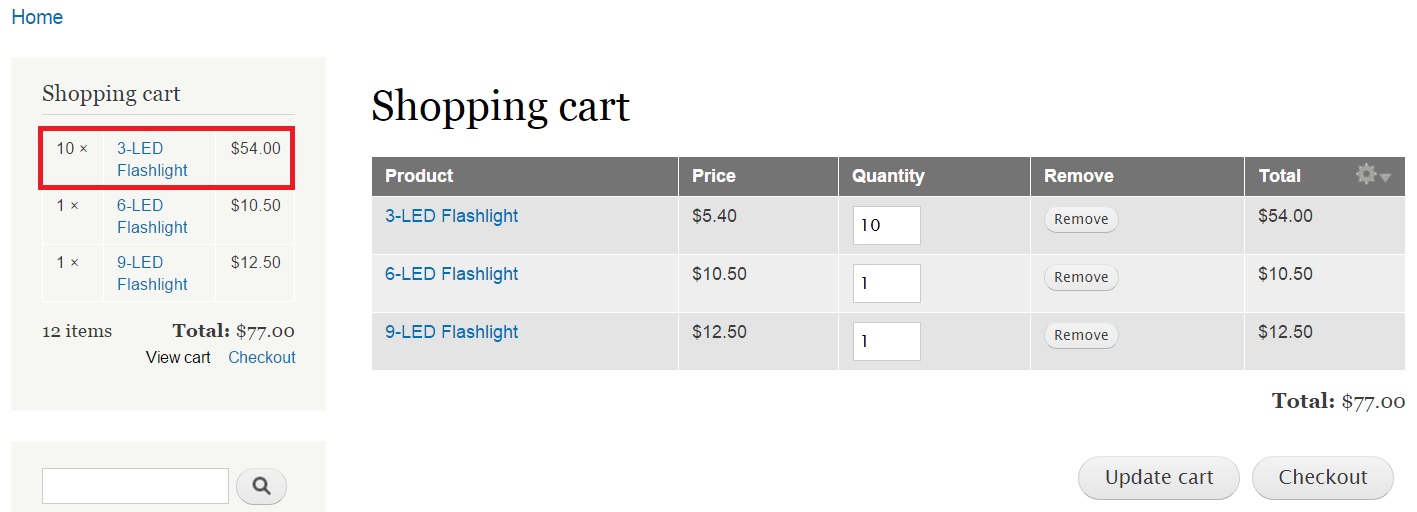 Home
Shopping cart
10 × 3-LED $54.00
Flashlight
1 × 6-LED $10.50
Flashlight
1 × 9-LED $12.50
Flashlight
12 items Total: $77.00
View cart Checkout
Shopping cart
Product Price Quantity Remove Total
3-LED Flashlight $5.40 10 Remove $54.00
6-LED Flashlight $10.50 1 Remove $10.50
9-LED Flashlight $12.50 1 Remove $12.50
Total: $77.00
Update cart Checkout